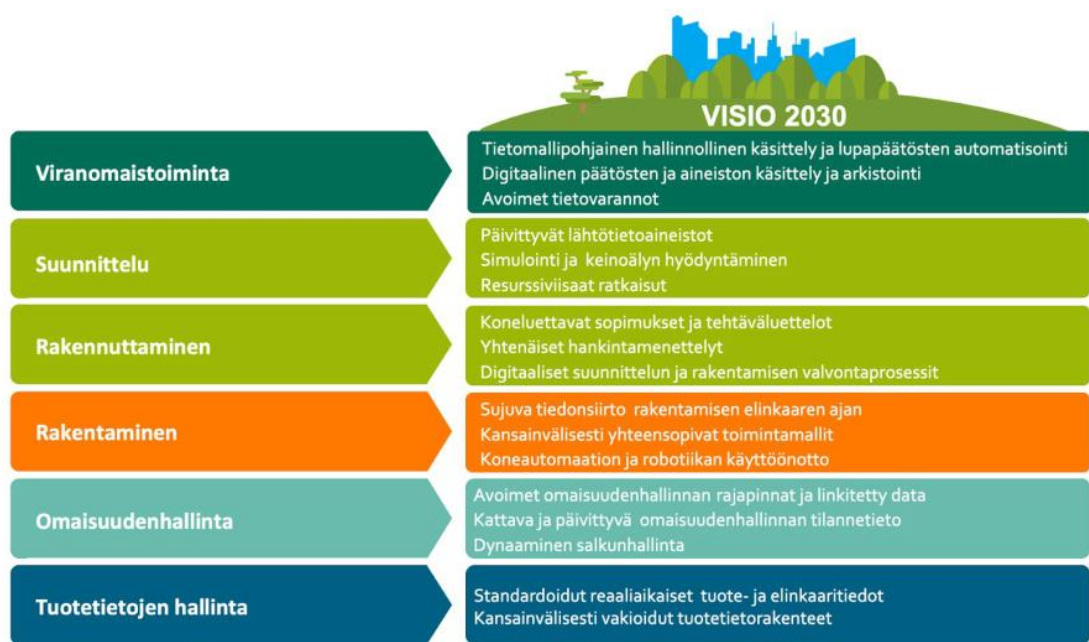 VISIO 2030
Viranomaistoiminta
Tietomallipohjainen hallinnollinen käsittely ja lupapäätösten automatisointi
Digitaalinen päätösten ja aineiston käsittely ja arkistointi
Avoimet tietovarannot
Suunnittelu
Päivittyvät lähtötietoaineistot
Simulointi ja keinoälyn hyödyntäminen
Resurssiviisaat ratkaisut
Rakennuttaminen
Koneluettavat sopimukset ja tehtäväluettelot
Yhtenäiset hankintamenettelyt
Digitaaliset suunnittelun ja rakentamisen valvontaprosessit
Rakentaminen
Sujuva tiedonsiirto rakentamisen elinkaaren ajan
Kansainvälisesti yhteensopivat toimintamallit
Koneautomaation ja robotiikan käyttöönotto
Omaisuudenhallinta
Avoimet omaisuudenhallinnan rajapinnat ja linkitetty data
Kattava ja päivittyvä omaisuudenhallinnan tilannetieto
Dynaaminen salkunhallinta
Tuotetietojen hallinta
Standardoidut reaaliaikaiset tuote- ja elinkaaritiedot
Kansainvälisesti vakioidut tuotetietorakenteet